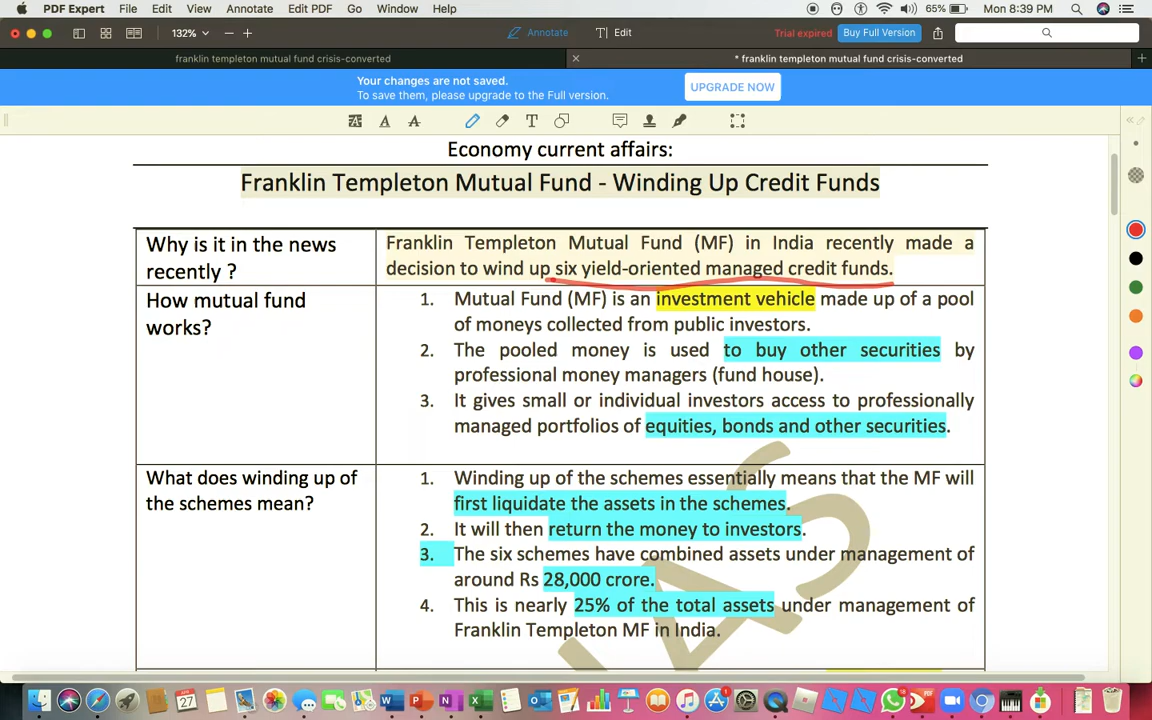 PDF Expert File Edit View Annotate Edit PDF Go Window Help 65% Mon 8:39 PM
132% Annotate T Edit Trial expired Buy Full Version
franklin templeton mutual fund crisis-converted * franklin templeton mutual fund crisis-converted
Your changes are not saved.
To save them, please upgrade to the Full version.
UPGRADE NOW
Economy current affairs:
Franklin Templeton Mutual Fund - Winding Up Credit Funds
Why is it in the news
recently ?
Franklin Templeton Mutual Fund (MF) in India recently made a
decision to wind up six yield-oriented managed credit funds.
How mutual fund
works?
1. Mutual Fund (MF) is an investment vehicle made up of a pool
of moneys collected from public investors.
2. The pooled money is used to buy other securities by
professional money managers (fund house).
3. It gives small or individual investors access to professionally
managed portfolios of equities, bonds and other securities.
What does winding up of
the schemes mean?
1. Winding up of the schemes essentially means that the MF will
first liquidate the assets in the schemes.
2. It will then return the money to investors.
3. The six schemes have combined assets under management of
around Rs 28,000 crore.
4. This is nearly 25% of the total assets under management of
Franklin Templeton MF in India.